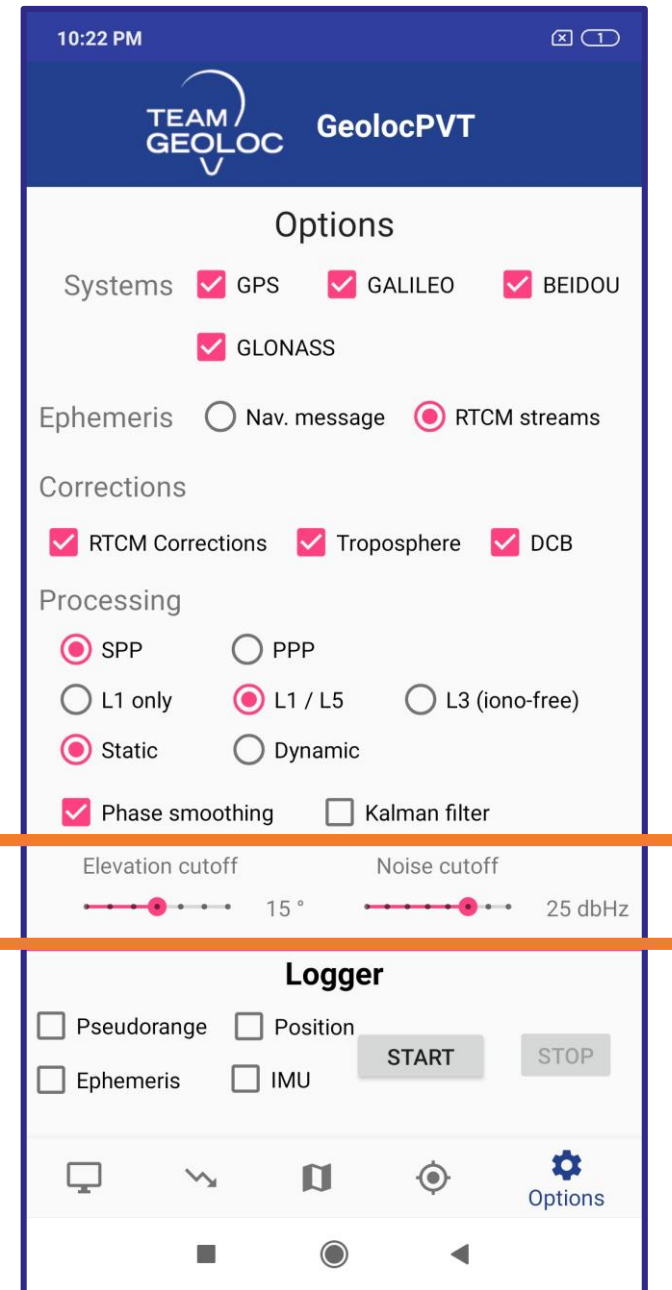 10:22 PM 1
TEAM
GEOLOC
GeolocPVT
Options
Systems GPS GALILEO BEIDOU
GLONASS
Ephemeris Nav. message RTCM streams
Corrections
RTCM Corrections Troposphere DCB
Processing
SPP PPP
L1 only L1 / L5 L3 (iono-free)
Static Dynamic
Phase smoothing Kalman filter
Elevation cutoff Noise cutoff
15 ° 25 dbHz
Logger
Pseudorange Position
START STOP
Ephemeris IMU
Options